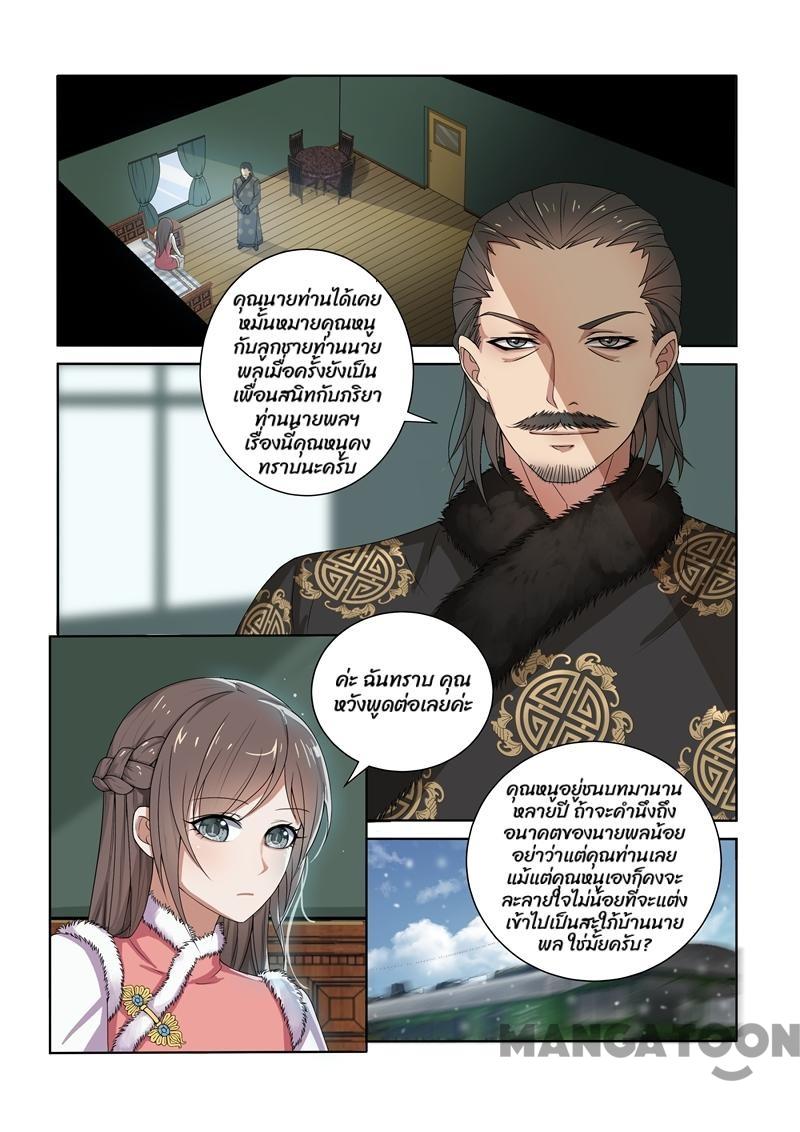 คุณนายท่านได้เคย
หมั้นหมายคุณหนู
กับลูกชายท่านนาย
พลเมื่อครั้งยังเป็น
เพื่อนสนิทกับภริยา
ท่านนายพลฯ
เรื่องนี้คุณหนูคง
ทราบนะครับ
ค่ะ ฉันทราบ คุณ
หวังพูดต่อเลยค่ะ
คุณหนูอยู่ชนบทมานาน
หลายปี ถ้าจะคำนึงถึง
อนาคตของนายพลน้อย
อย่าว่าแต่คุณท่านเลย
แม้แต่คุณหนูเองก็คงจะ
ละลายใจไม่น้อยที่จะแต่ง
เข้าไปเป็นสะใภ้บ้านนาย
พล ใช่มั้ยครับ?
MANGATOON